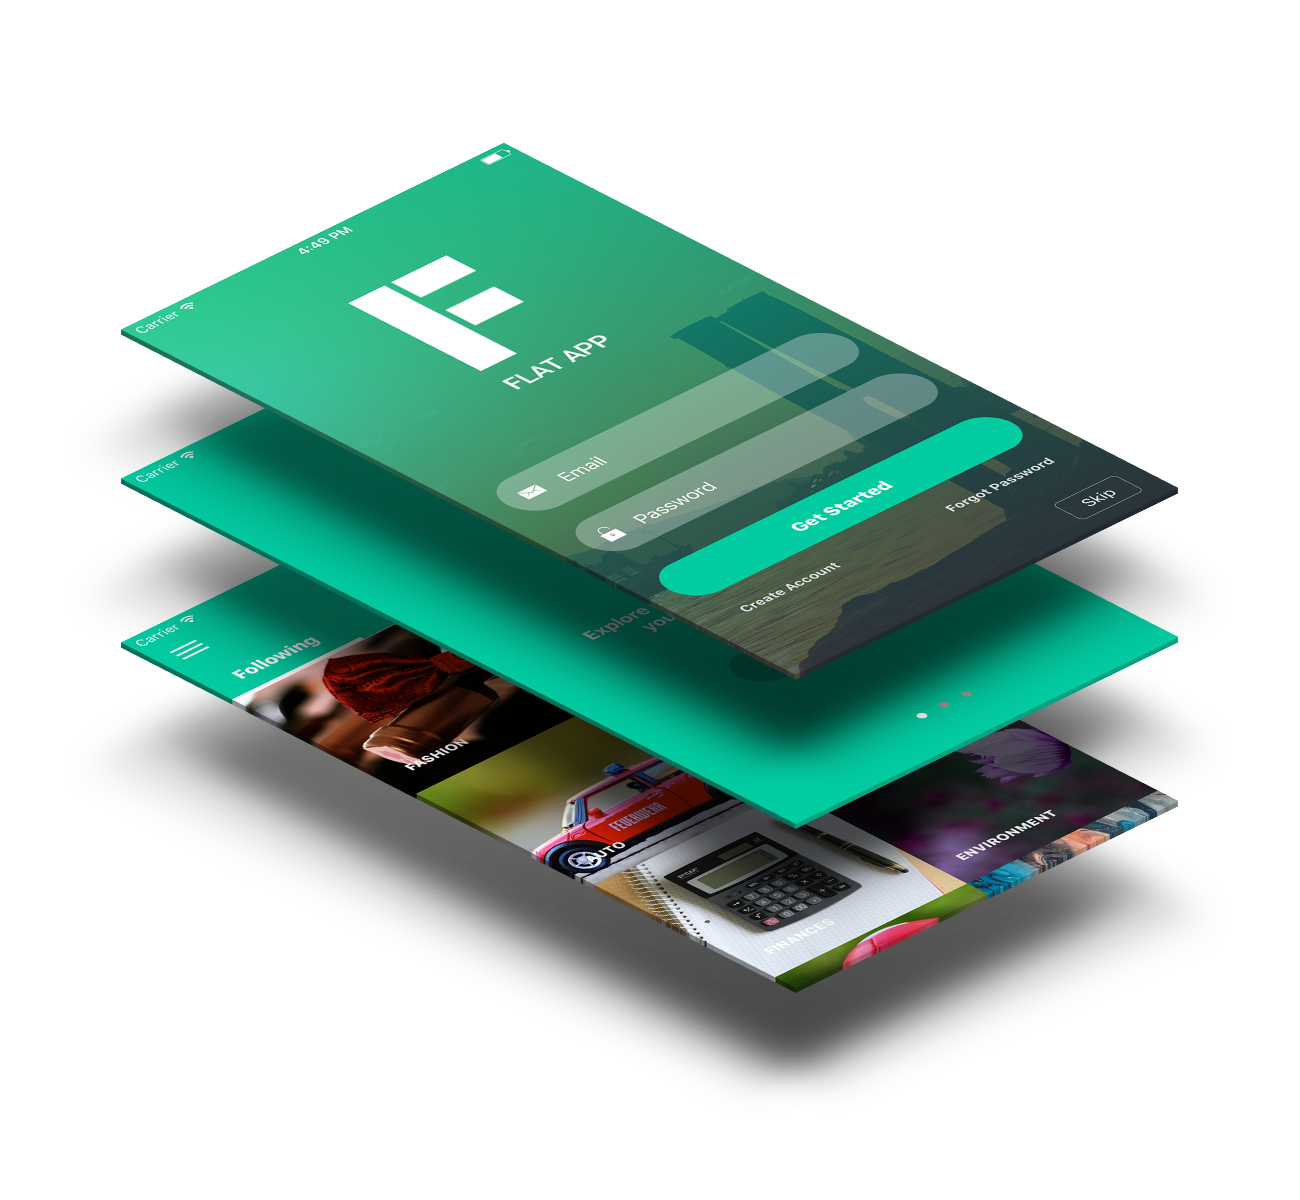 Carrier
4:49 PM
FLAT APP
Email
Password
Get Started
Create Account
Forgot Password
Skip
Carrier
Explore
you
Carrier
Following
FASHION
AUTO
FEUERWEHR
FINANCES
ENVIRONMENT